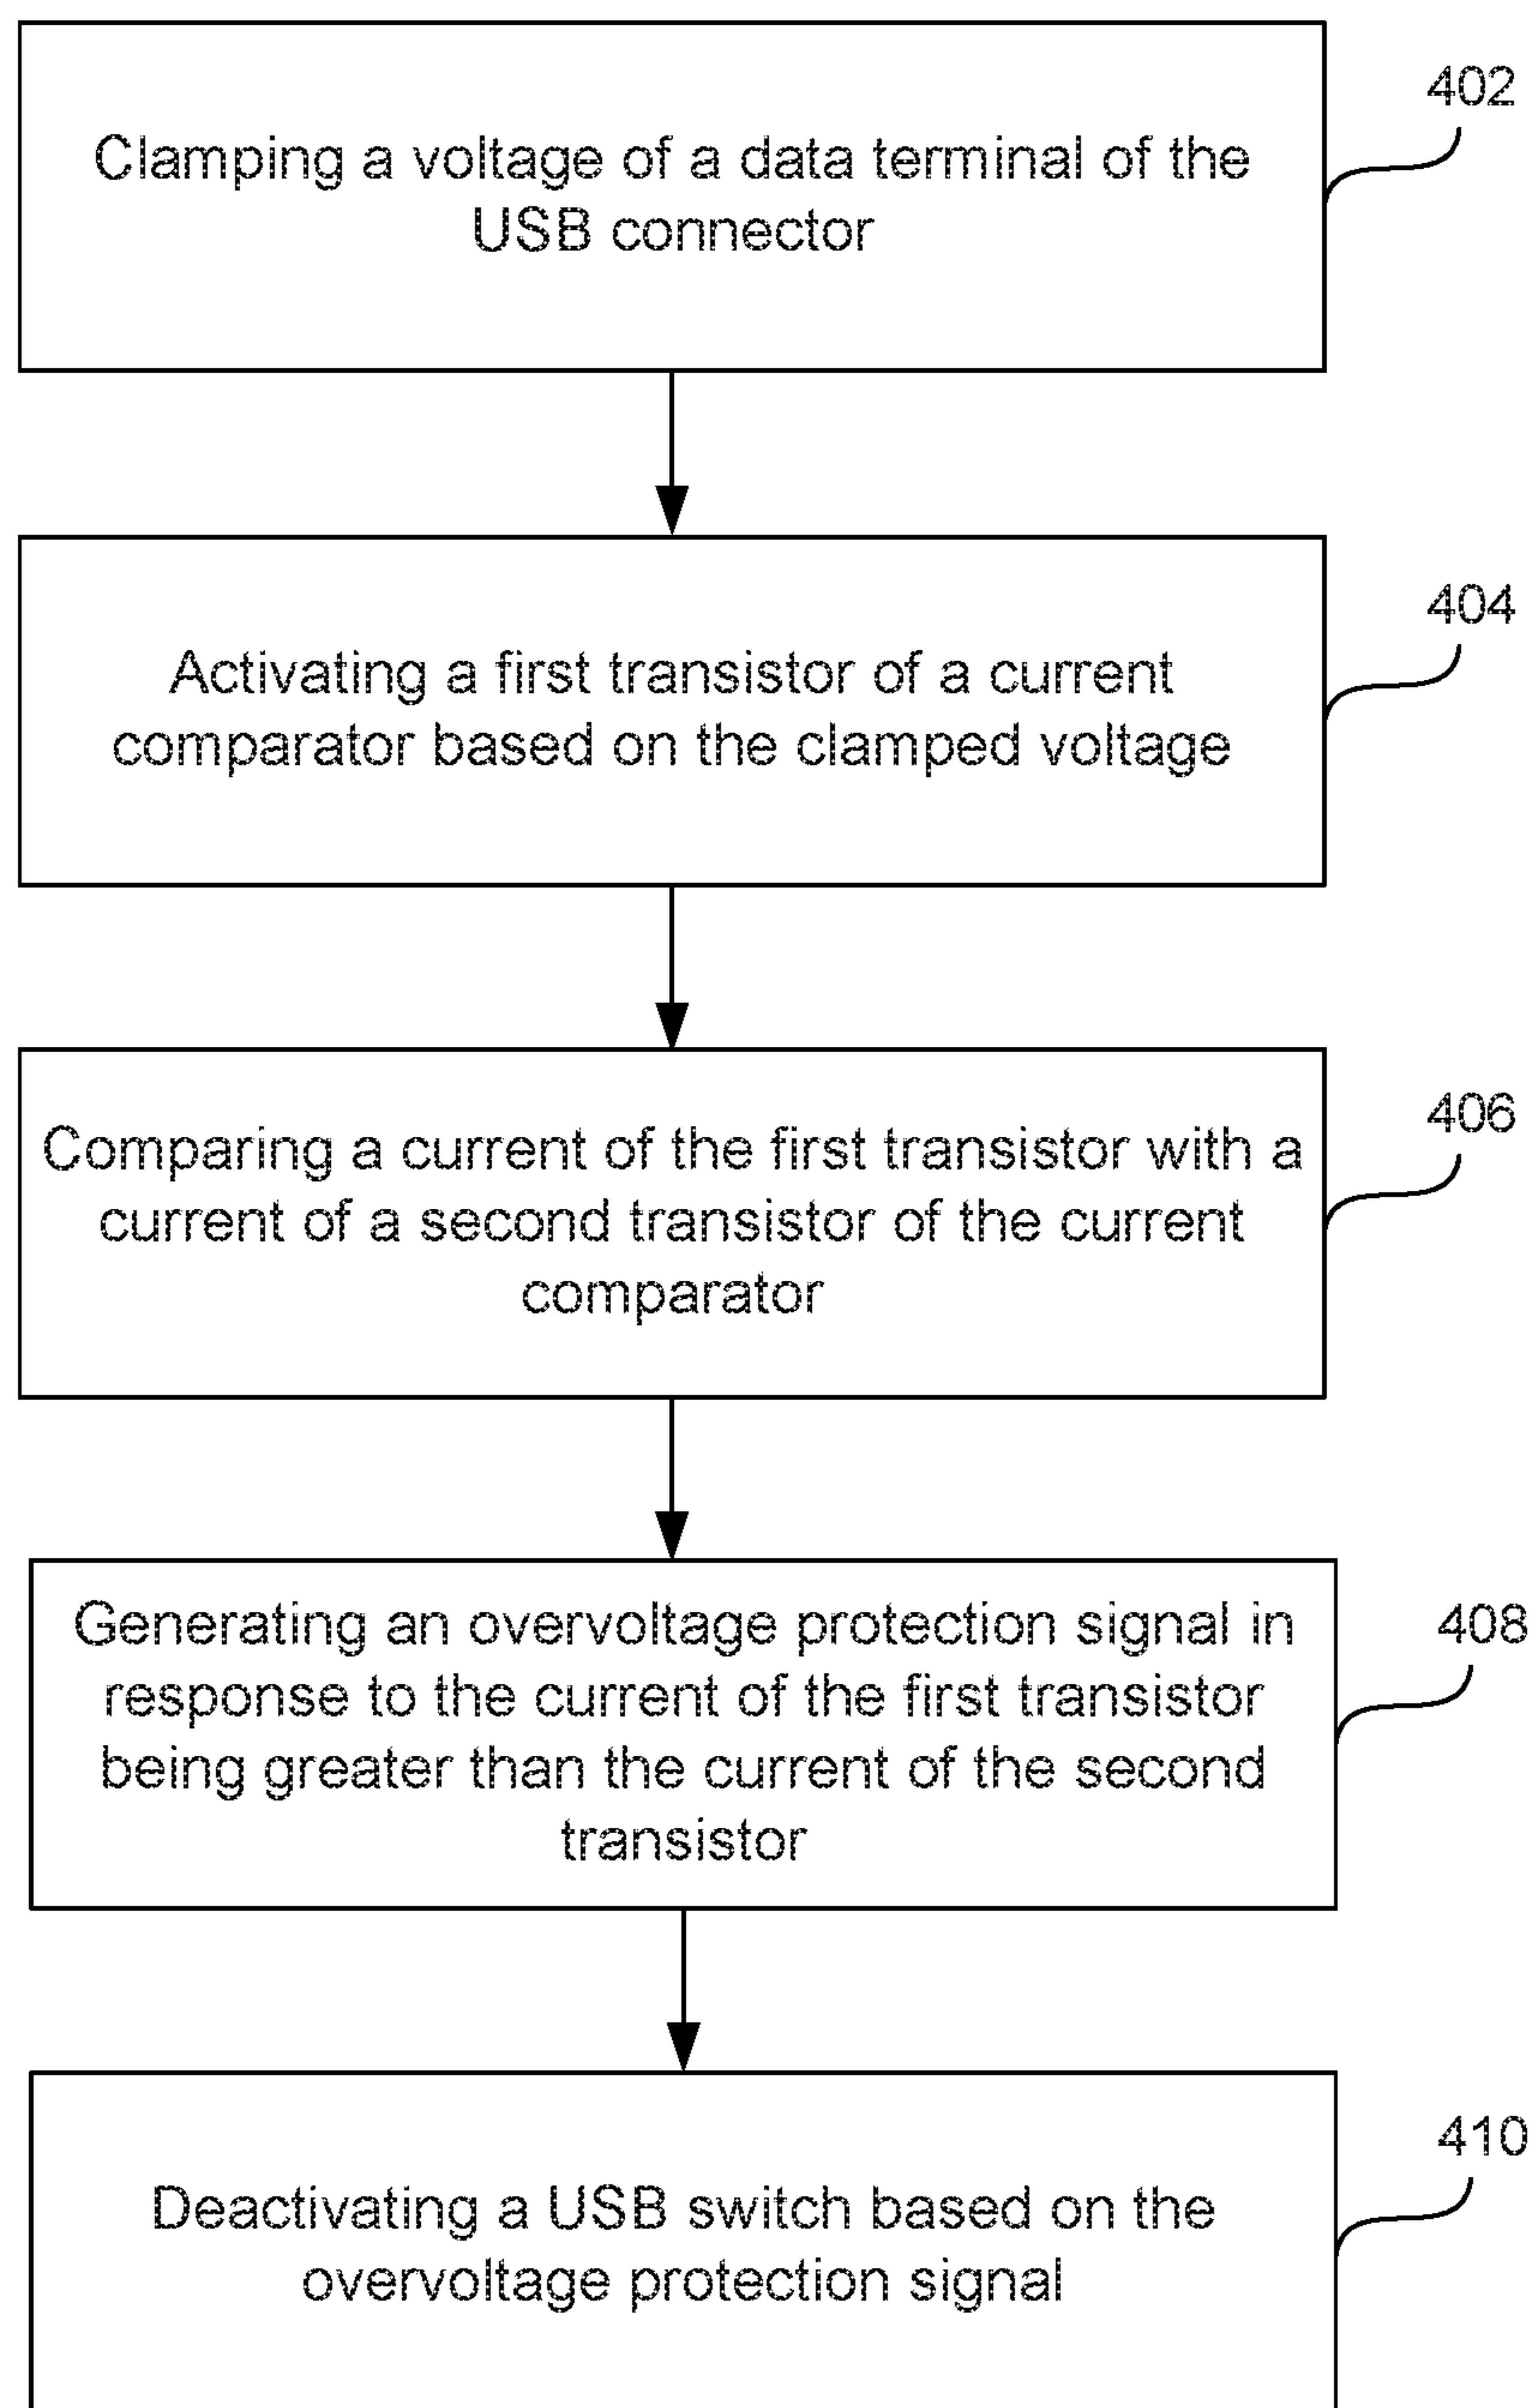 402
Clamping a voltage of a data terminal of the
USB connector
404
Activating a first transistor of a current
comparator based on the clamped voltage
406
Comparing a current of the first transistor with a
current of a second transistor of the current
comparator
408
Generating an overvoltage protection signal in
response to the current of the first transistor
being greater than the current of the second
transistor
410
Deactivating a USB switch based on the
overvoltage protection signal